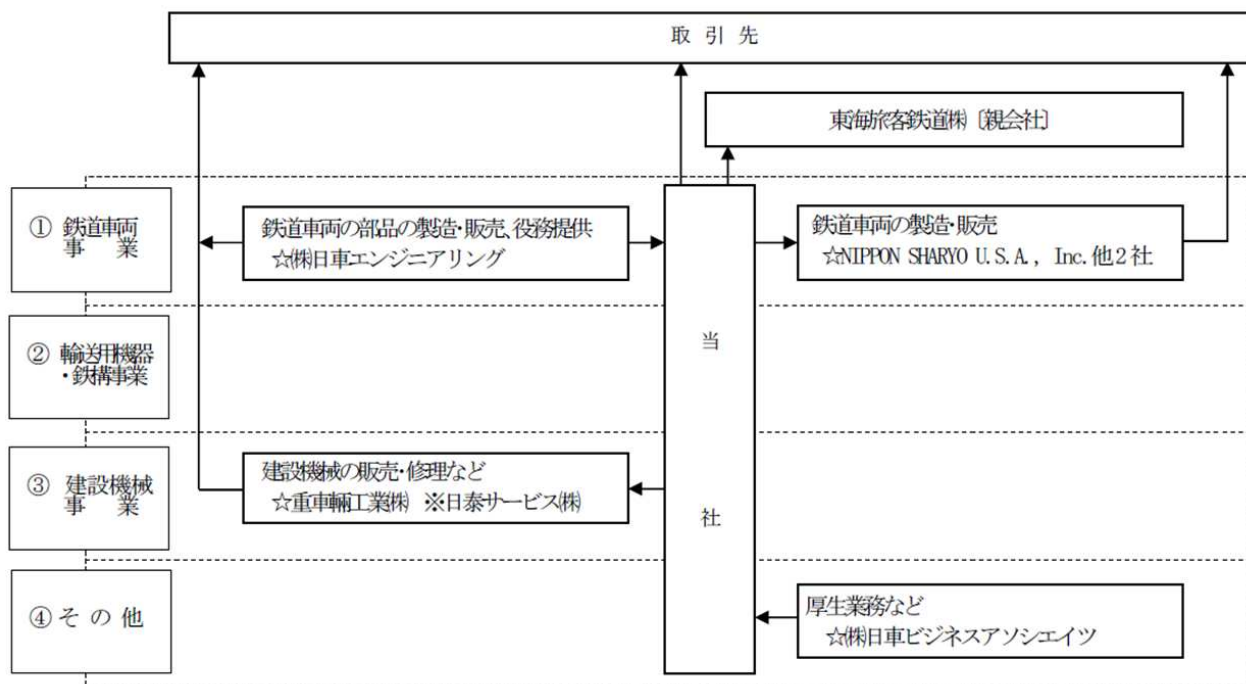 取引先
東海旅客鉄道㈱〔親会社〕
① 鉄道車両
事業
鉄道車両の部品の製造・販売、役務提供
☆㈱日車エンジニアリング
鉄道車両の製造・販売
☆NIPPON SHARYO U.S.A., Inc.他2社
② 輸送用機器
・鉄構事業
当社
③ 建設機械
事業
建設機械の販売・修理など
☆重車輛工業㈱ ※日泰サービス㈱
④その他
厚生業務など
☆㈱日車ビジネスアソシエイツ